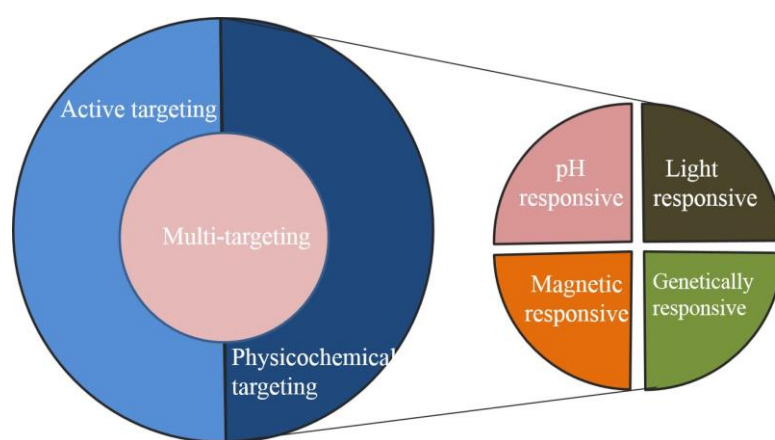 Active targeting
Multi-targeting
Physicochemical
targeting
pH
responsive
Light
responsive
Magnetic
responsive
Genetically
responsive